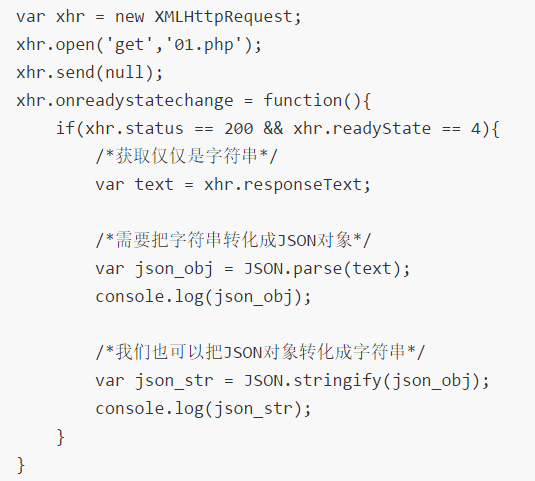 var xhr = new XMLHttpRequest;
xhr.open('get','01.php');
xhr.send(null);
xhr.onreadystatechange = function(){
    if(xhr.status == 200 && xhr.readyState == 4){
        /*获取仅仅是字符串*/
        var text = xhr.responseText;

        /*需要把字符串转化成JSON对象*/
        var json_obj = JSON.parse(text);
        console.log(json_obj);

        /*我们也可以把JSON对象转化成字符串*/
        var json_str = JSON.stringify(json_obj);
        console.log(json_str);
    }
}